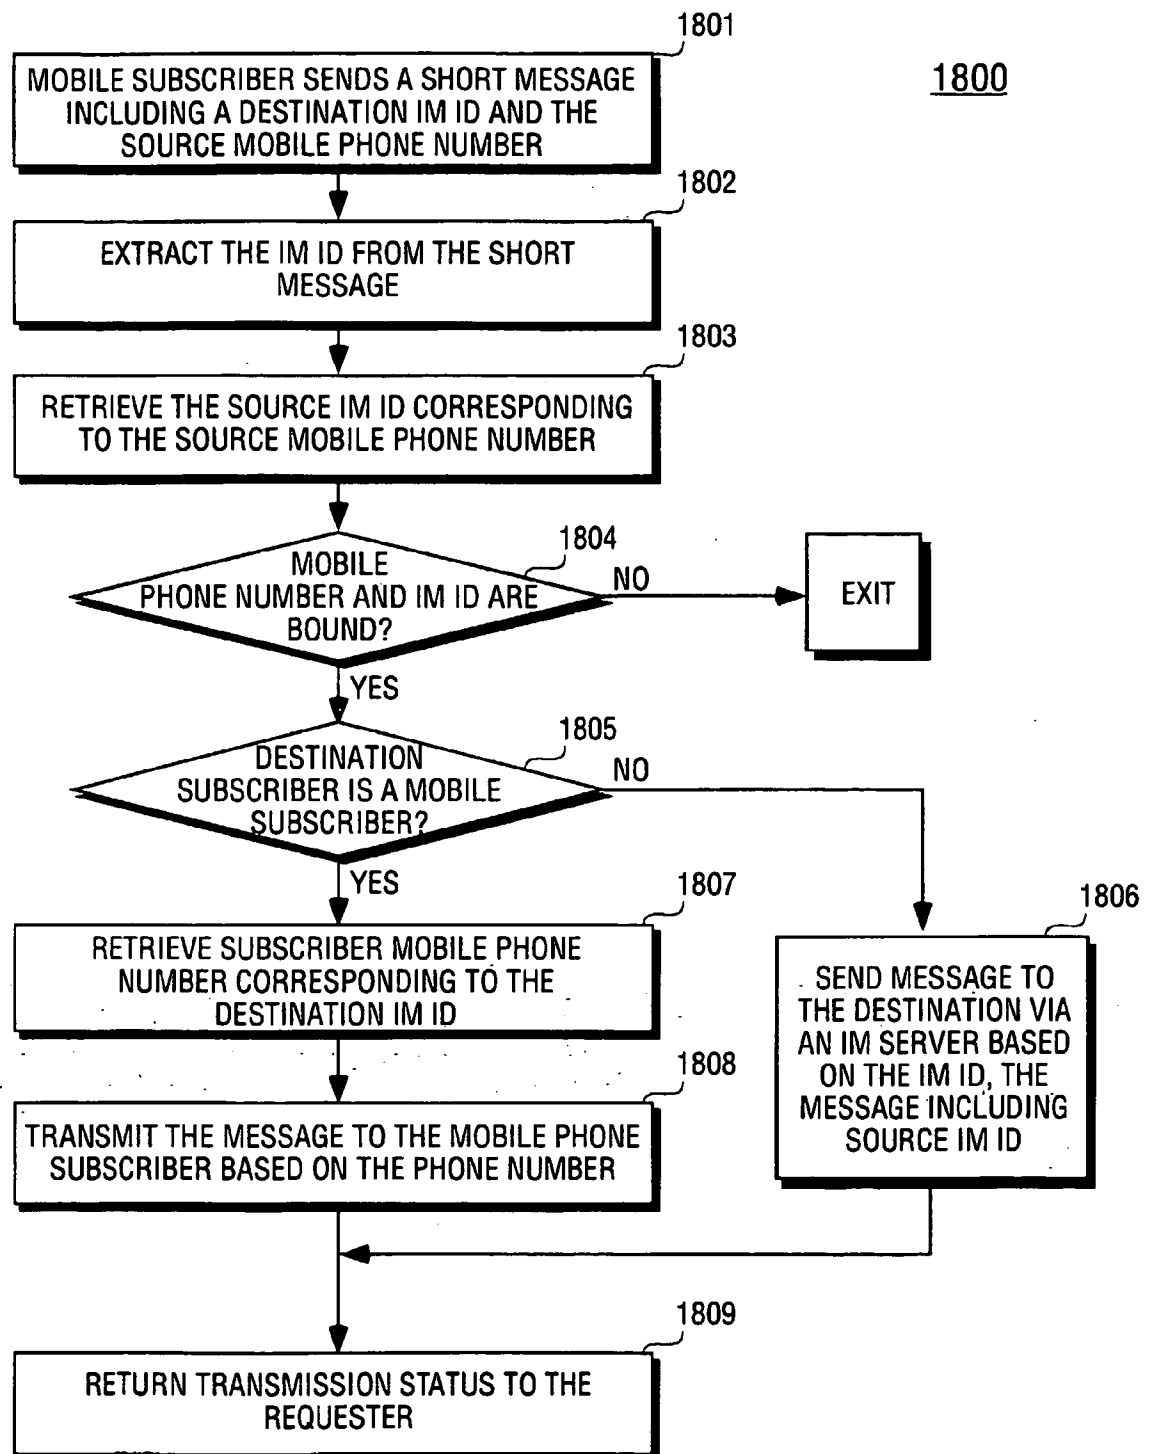 1801
1800
MOBILE SUBSCRIBER SENDS A SHORT MESSAGE
INCLUDING A DESTINATION IM ID AND THE
SOURCE MOBILE PHONE NUMBER
1802
EXTRACT THE IM ID FROM THE SHORT
MESSAGE
1803
RETRIEVE THE SOURCE IM ID CORRESPONDING
TO THE SOURCE MOBILE PHONE NUMBER
1804
MOBILE
PHONE NUMBER AND IM ID ARE
BOUND?
NO
EXIT
YES
1805
DESTINATION
SUBSCRIBER IS A MOBILE
SUBSCRIBER?
NO
YES
1807
RETRIEVE SUBSCRIBER MOBILE PHONE
NUMBER CORRESPONDING TO THE
DESTINATION IM ID
1806
SEND MESSAGE TO
THE DESTINATION VIA
AN IM SERVER BASED
ON THE IM ID, THE
MESSAGE INCLUDING
SOURCE IM ID
1808
TRANSMIT THE MESSAGE TO THE MOBILE PHONE
SUBSCRIBER BASED ON THE PHONE NUMBER
1809
RETURN TRANSMISSION STATUS TO THE
REQUESTER